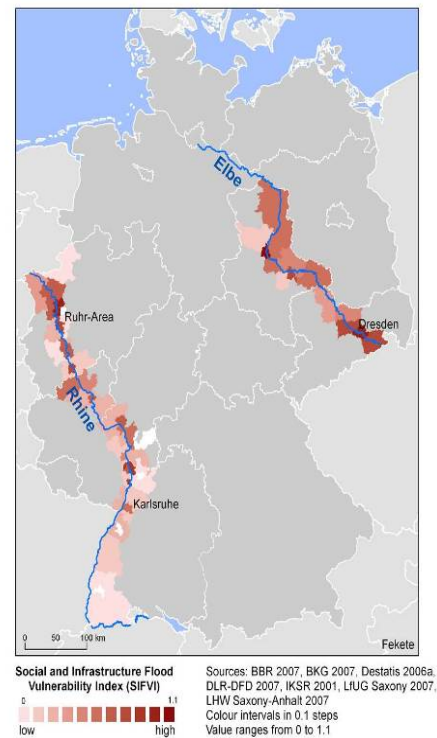 Elbe
Ruhr-Area
Dresden
Rhine
Karlsruhe
0 50 100 km
Fekete
Social and Infrastructure Flood
Vulnerability Index (SIFVI)
0 1.1
low high
Sources: BBR 2007, BKG 2007, Destatis 2006a,
DLR-DFD 2007, IKSR 2001, LfUG Saxony 2007,
LHW Saxony-Anhalt 2007
Colour intervals in 0.1 steps
Value ranges from 0 to 1.1